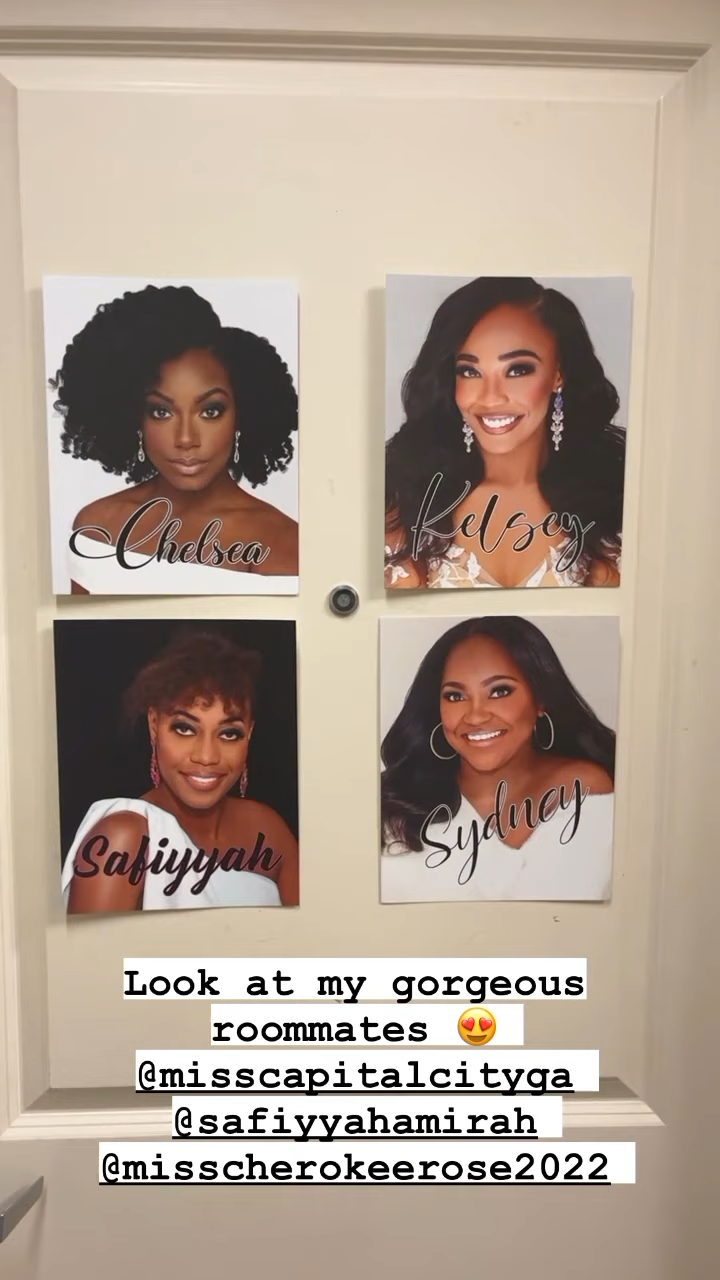 Chelsea
Kelsey
Safiyyah
Sydney
Look at my gorgeous
roommates 😍
@misscapitalcityga
@safiyyahamirah
@misscherokeerose2022